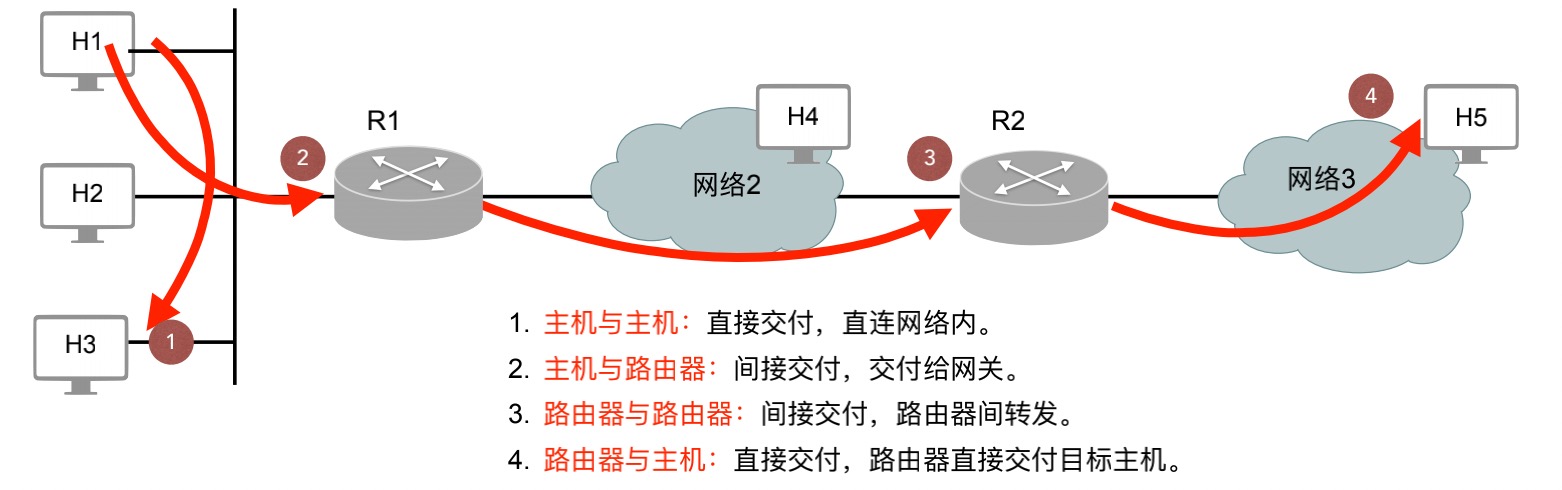 H1
H2
H3
1
2
R1
网络2
H4
3
R2
网络3
4
H5
1. 主机与主机：直接交付，直连网络内。
2. 主机与路由器：间接交付，交付给网关。
3. 路由器与路由器：间接交付，路由器间转发。
4. 路由器与主机：直接交付，路由器直接交付目标主机。